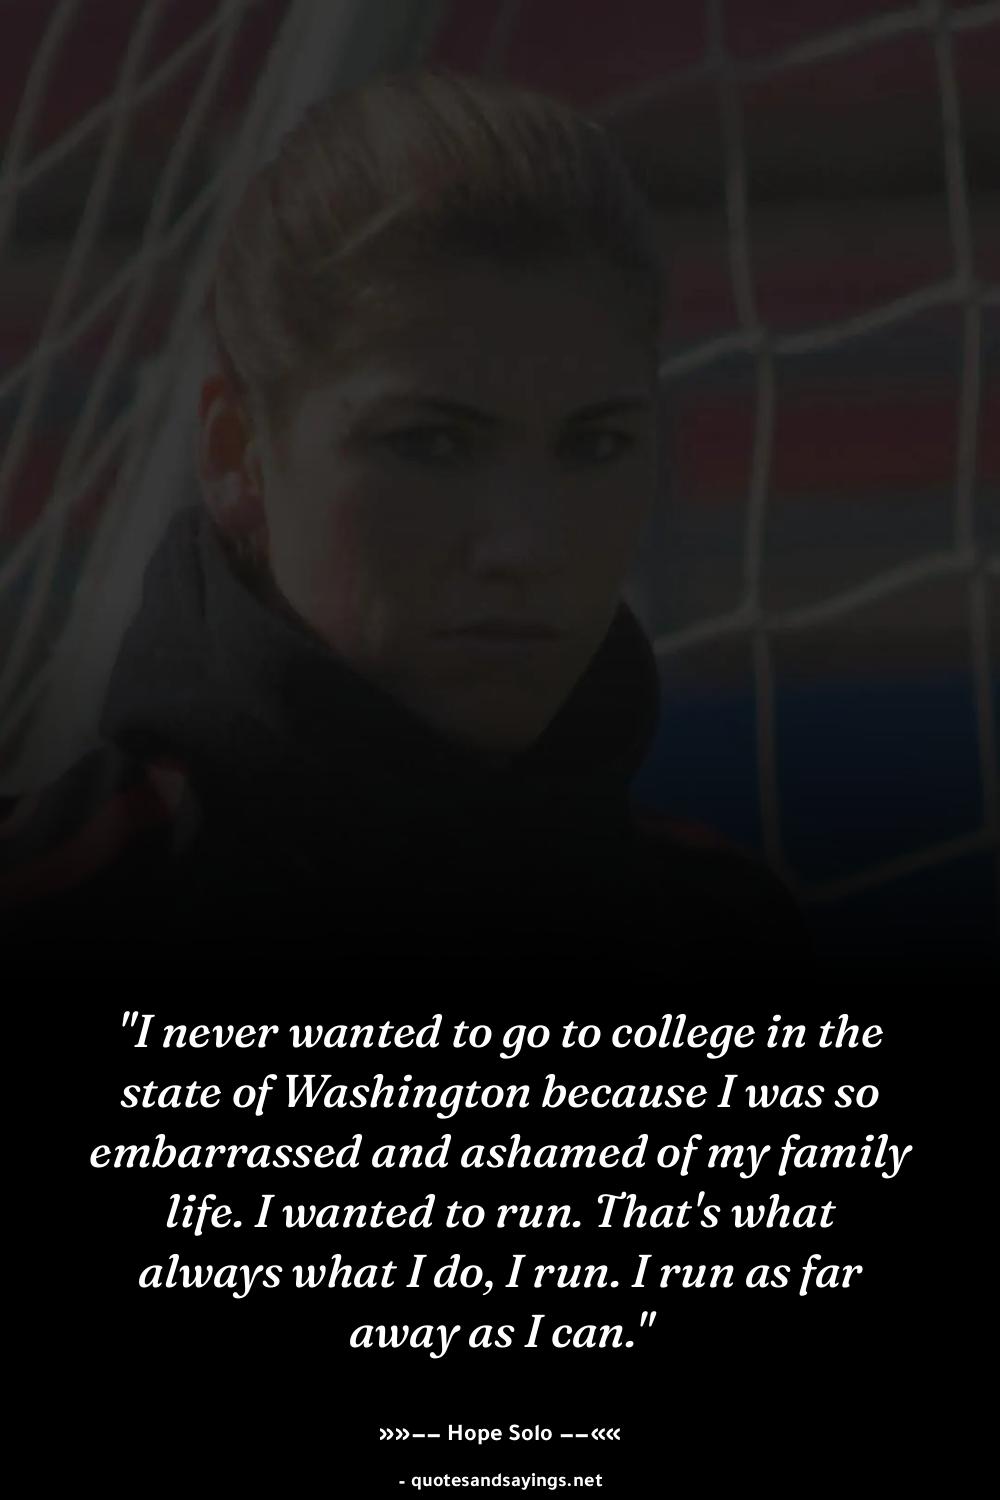 "I never wanted to go to college in the
state of Washington because I was so
embarrassed and ashamed of my family
life. I wanted to run. That's what
always what I do, I run. I run as far
away as I can."
»»–– Hope Solo ––««
- quotesandsayings.net